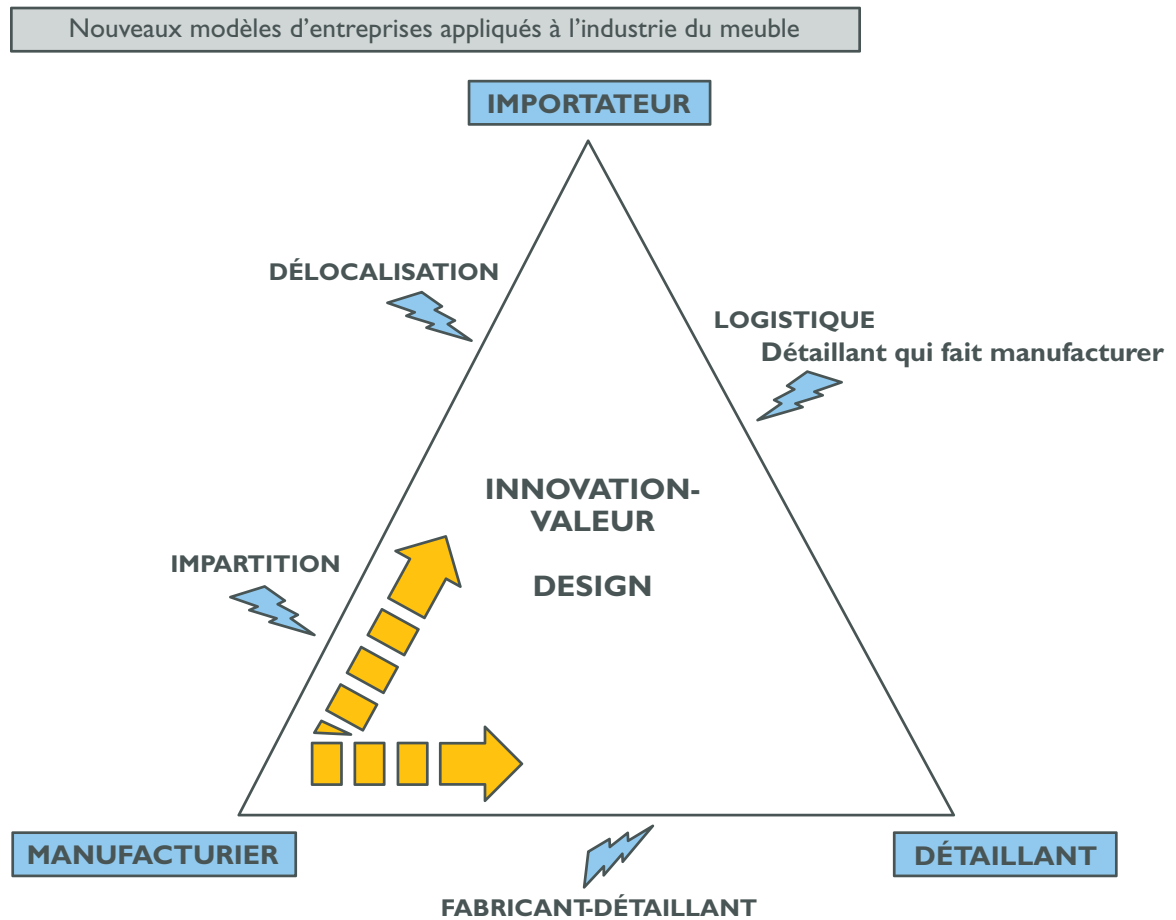 Nouveaux modèles d’entreprises appliqués à l’industrie du meuble
IMPORTATEUR
DÉLOCALISATION
LOGISTIQUE
Détaillant qui fait manufacturer
INNOVATION-
VALEUR
DESIGN
IMPARTITION
MANUFACTURIER
DÉTAILLANT
FABRICANT-DÉTAILLANT